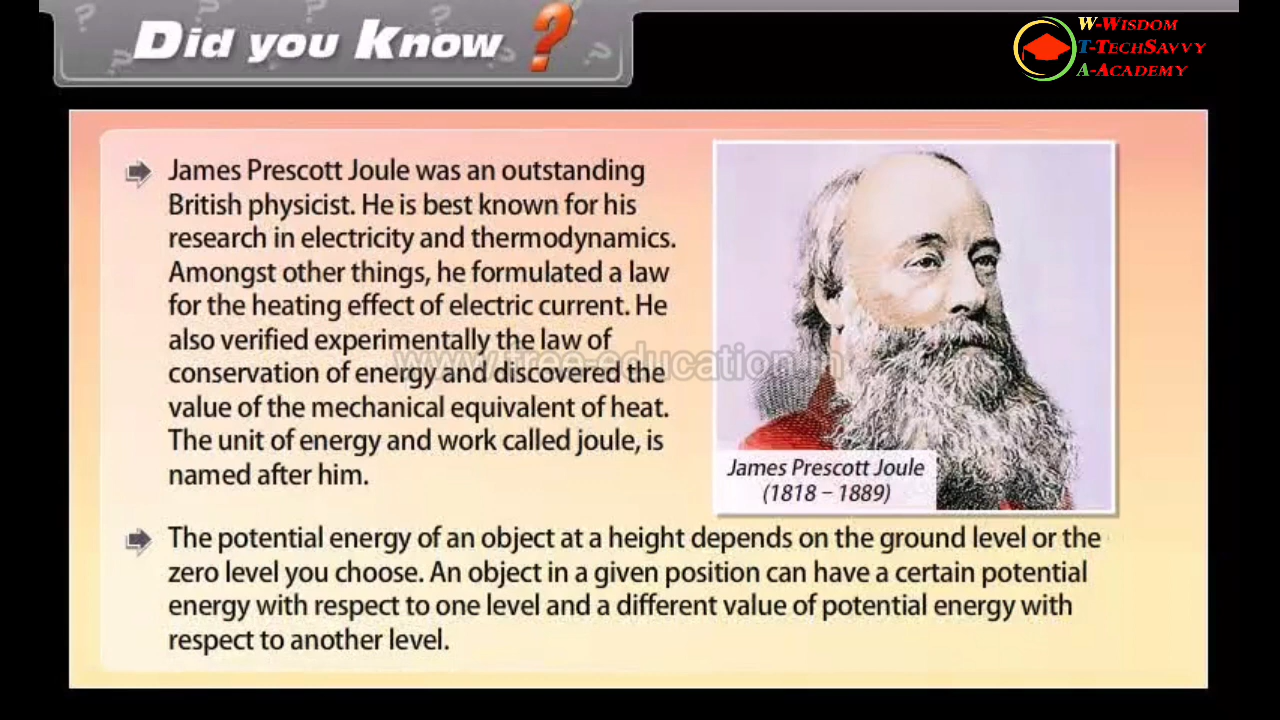 Did you Know ?
W-Wisdom
T-TechSavvy
A-Academy
James Prescott Joule was an outstanding
British physicist. He is best known for his
research in electricity and thermodynamics.
Amongst other things, he formulated a law
for the heating effect of electric current. He
also verified experimentally the law of
conservation of energy and discovered the
value of the mechanical equivalent of heat.
The unit of energy and work called joule, is
named after him.
James Prescott Joule
(1818 – 1889)
The potential energy of an object at a height depends on the ground level or the
zero level you choose. An object in a given position can have a certain potential
energy with respect to one level and a different value of potential energy with
respect to another level.
www.tree-education.in